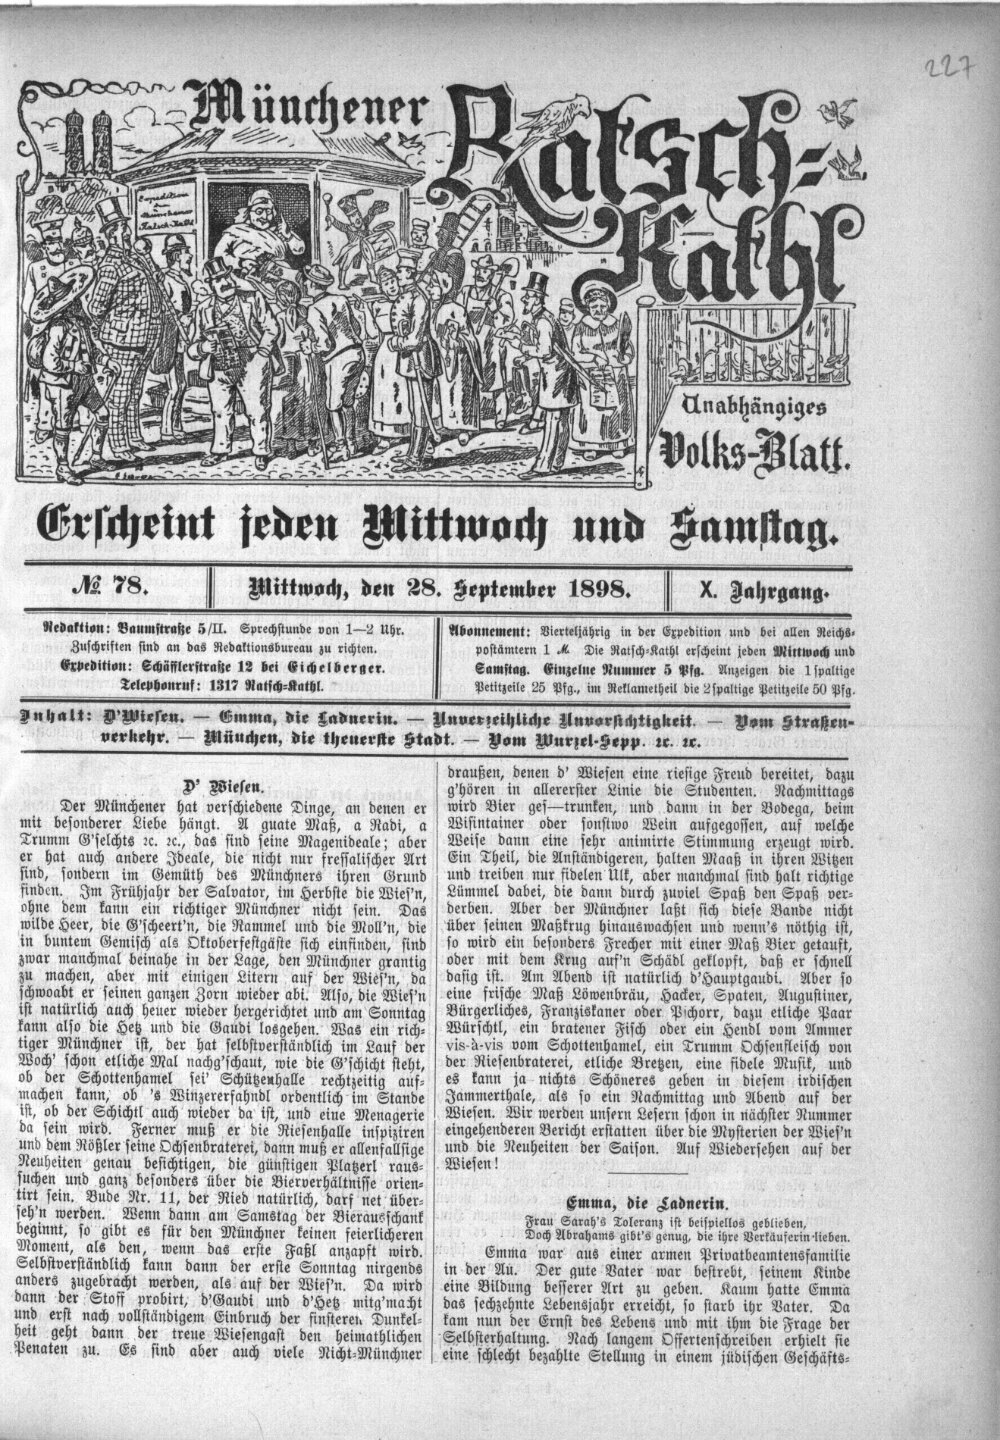 227
Münchener
Ratsch-
Kathl
Expedition
der
Münchener
Ratsch-Kathl
Unabhängiges
Volks-Blatt.
Erscheint jeden Mittwoch und Samstag.
№ 78.
Mittwoch, den 28. September 1898.
X. Jahrgang.
Redaktion: Baumstraße 5/II. Sprechstunde von 1—2 Uhr.
Zuschriften sind an das Redaktionsbureau zu richten.
Expedition: Schäfflerstraße 12 bei Eichelberger.
Telephonruf: 1317 Ratsch-Kathl.
Abonnement: Vierteljährig in der Expedition und bei allen Reichs-
postämtern 1 M. Die Ratsch-Kathl erscheint jeden Mittwoch und
Samstag. Einzelne Nummer 5 Pfg. Anzeigen die 1spaltige
Petitzeile 25 Pfg., im Reklametheil die 2spaltige Petitzeile 50 Pfg.
Inhalt: D'Wiesen. — Emma, die Ladnerin. — Unverzeihliche Unvorsichtigkeit. — Vom Straßen-
verkehr. — München, die theuerste Stadt. — Vom Wurzel-Sepp. ꝛc. ꝛc.
D' Wiesen.
Der Münchener hat verschiedene Dinge, an denen er
mit besonderer Liebe hängt. A guate Maß, a Radi, a
Trumm G'selchts ꝛc. ꝛc., das sind seine Magenideale; aber
er hat auch andere Ideale, die nicht nur fressalischer Art
sind, sondern im Gemüth des Münchners ihren Grund
finden. Im Frühjahr der Salvator, im Herbste die Wies'n,
ohne dem kann ein richtiger Münchner nicht sein. Das
wilde Heer, die G'scheert'n, die Rammel und die Moll'n, die
in buntem Gemisch als Oktoberfestgäste sich einfinden, sind
zwar manchmal beinahe in der Lage, den Münchner grantig
zu machen, aber mit einigen Litern auf der Wies'n, da
schwoabt er seinen ganzen Zorn wieder abi. Also, die Wies'n
ist natürlich auch heuer wieder hergerichtet und am Sonntag
kann also die Hetz und die Gaudi losgehen. Was ein rich-
tiger Münchner ist, der hat selbstverständlich im Lauf der
Woch' schon etliche Mal nachg'schaut, wie die G'schicht steht,
ob der Schottenhamel sei' Schützenhalle rechtzeitig auf-
machen kann, ob 's Winzererfahndl ordentlich im Stande
ist, ob der Schichtl auch wieder da ist, und eine Menagerie
da sein wird. Ferner muß er die Riesenhalle inspiziren
und dem Rößler seine Ochsenbraterei, dann muß er allenfallsige
Neuheiten genau besichtigen, die günstigen Platzerl raus-
suchen und ganz besonders über die Bierverhältnisse orien-
tirt sein. Bude Nr. 11, der Ried natürlich, darf net über-
seh'n werden. Wenn dann am Samstag der Bierausschank
beginnt, so gibt es für den Münchner keinen feierlicheren
Moment, als den, wenn das erste Faßl anzapft wird.
Selbstverständlich kann dann der erste Sonntag nirgends
anders zugebracht werden, als auf der Wies'n. Da wird
dann der Stoff probirt, d'Gaudi und d'Hetz mitg'macht
und erst nach vollständigem Einbruch der finsteren Dunkel-
heit geht dann der treue Wiesengast den heimathlichen
Penaten zu. Es sind aber auch viele Nicht-Münchner
draußen, denen d' Wiesen eine riesige Freud bereitet, dazu
g'hören in allererster Linie die Studenten. Nachmittags
wird Bier ges—trunken, und dann in der Bodega, beim
Wisintainer oder sonstwo Wein aufgegossen, auf welche
Weise dann eine sehr animirte Stimmung erzeugt wird.
Ein Theil, die Anständigeren, halten Maaß in ihren Witzen
und treiben nur fidelen Ulk, aber manchmal sind halt richtige
Lümmel dabei, die dann durch zuviel Spaß den Spaß ver-
derben. Aber der Münchner laßt sich diese Bande nicht
über seinen Maßkrug hinauswachsen und wenn's nöthig ist,
so wird ein besonders Frecher mit einer Maß Bier getauft,
oder mit dem Krug auf'n Schädl geklopft, daß er schnell
dasig ist. Am Abend ist natürlich d'Hauptgaudi. Aber so
eine frische Maß Löwenbräu, Hacker, Spaten, Augustiner,
Bürgerliches, Franziskaner oder Pschorr, dazu etliche Paar
Würschtl, ein bratener Fisch oder ein Hendl vom Ammer
vis-à-vis vom Schottenhamel, ein Trumm Ochsenfleisch von
der Riesenbraterei, etliche Bretzen, eine fidele Musik, und
es kann ja nichts Schöneres geben in diesem irdischen
Jammerthale, als so ein Nachmittag und Abend auf der
Wiesen. Wir werden unsern Lesern schon in nächster Nummer
eingehenderen Bericht erstatten über die Mysterien der Wies'n
und die Neuheiten der Saison. Auf Wiedersehen auf der
Wiesen!
Emma, die Ladnerin.
Frau Sarah's Toleranz ist beispiellos geblieben,
Doch Abrahams gibt's genug, die ihre Verkäuferin lieben.
Emma war aus einer armen Privatbeamtensfamilie
in der Au. Der gute Vater war bestrebt, seinem Kinde
eine Bildung besserer Art zu geben. Kaum hatte Emma
das sechzehnte Lebensjahr erreicht, so starb ihr Vater. Da
kam nun der Ernst des Lebens und mit ihm die Frage der
Selbsterhaltung. Nach langem Offertenschreiben erhielt sie
eine schlecht bezahlte Stellung in einem jüdischen Geschäfts-